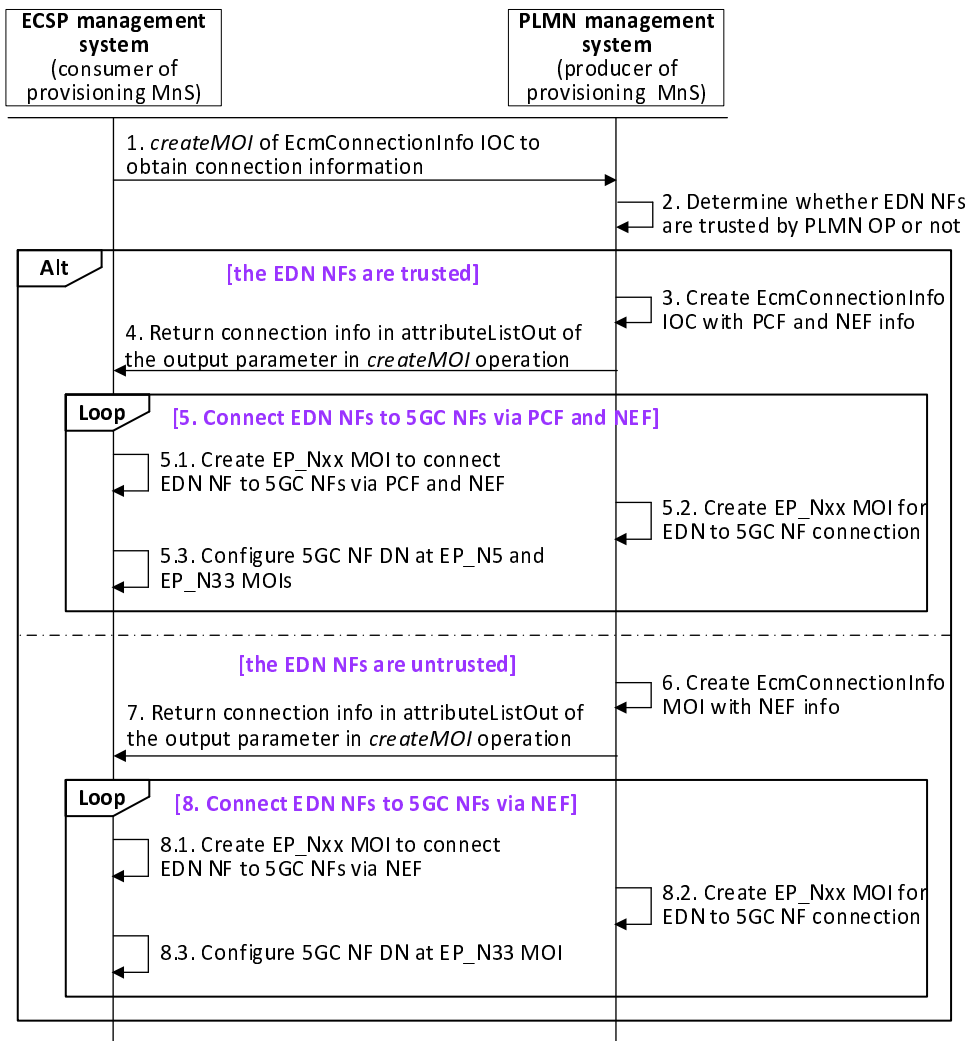 ECSP management
system
(consumer of
provisioning MnS)
PLMN management
system
(producer of
provisioning MnS)
1. createMOI of EcmConnectionInfo IOC to
obtain connection information
2. Determine whether EDN NFs
are trusted by PLMN OP or not
Alt
[the EDN NFs are trusted]
3. Create EcmConnectionInfo
IOC with PCF and NEF info
4. Return connection info in attributeListOut of
the output parameter in createMOI operation
Loop
[5. Connect EDN NFs to 5GC NFs via PCF and NEF]
5.1. Create EP_Nxx MOI to connect
EDN NF to 5GC NFs via PCF and NEF
5.2. Create EP_Nxx MOI for
EDN to 5GC NF connection
5.3. Configure 5GC NF DN at EP_N5 and
EP_N33 MOIs
[the EDN NFs are untrusted]
6. Create EcmConnectionInfo
MOI with NEF info
7. Return connection info in attributeListOut of
the output parameter in createMOI operation
Loop
[8. Connect EDN NFs to 5GC NFs via NEF]
8.1. Create EP_Nxx MOI to connect
EDN NF to 5GC NFs via NEF
8.2. Create EP_Nxx MOI for
EDN to 5GC NF connection
8.3. Configure 5GC NF DN at EP_N33 MOI